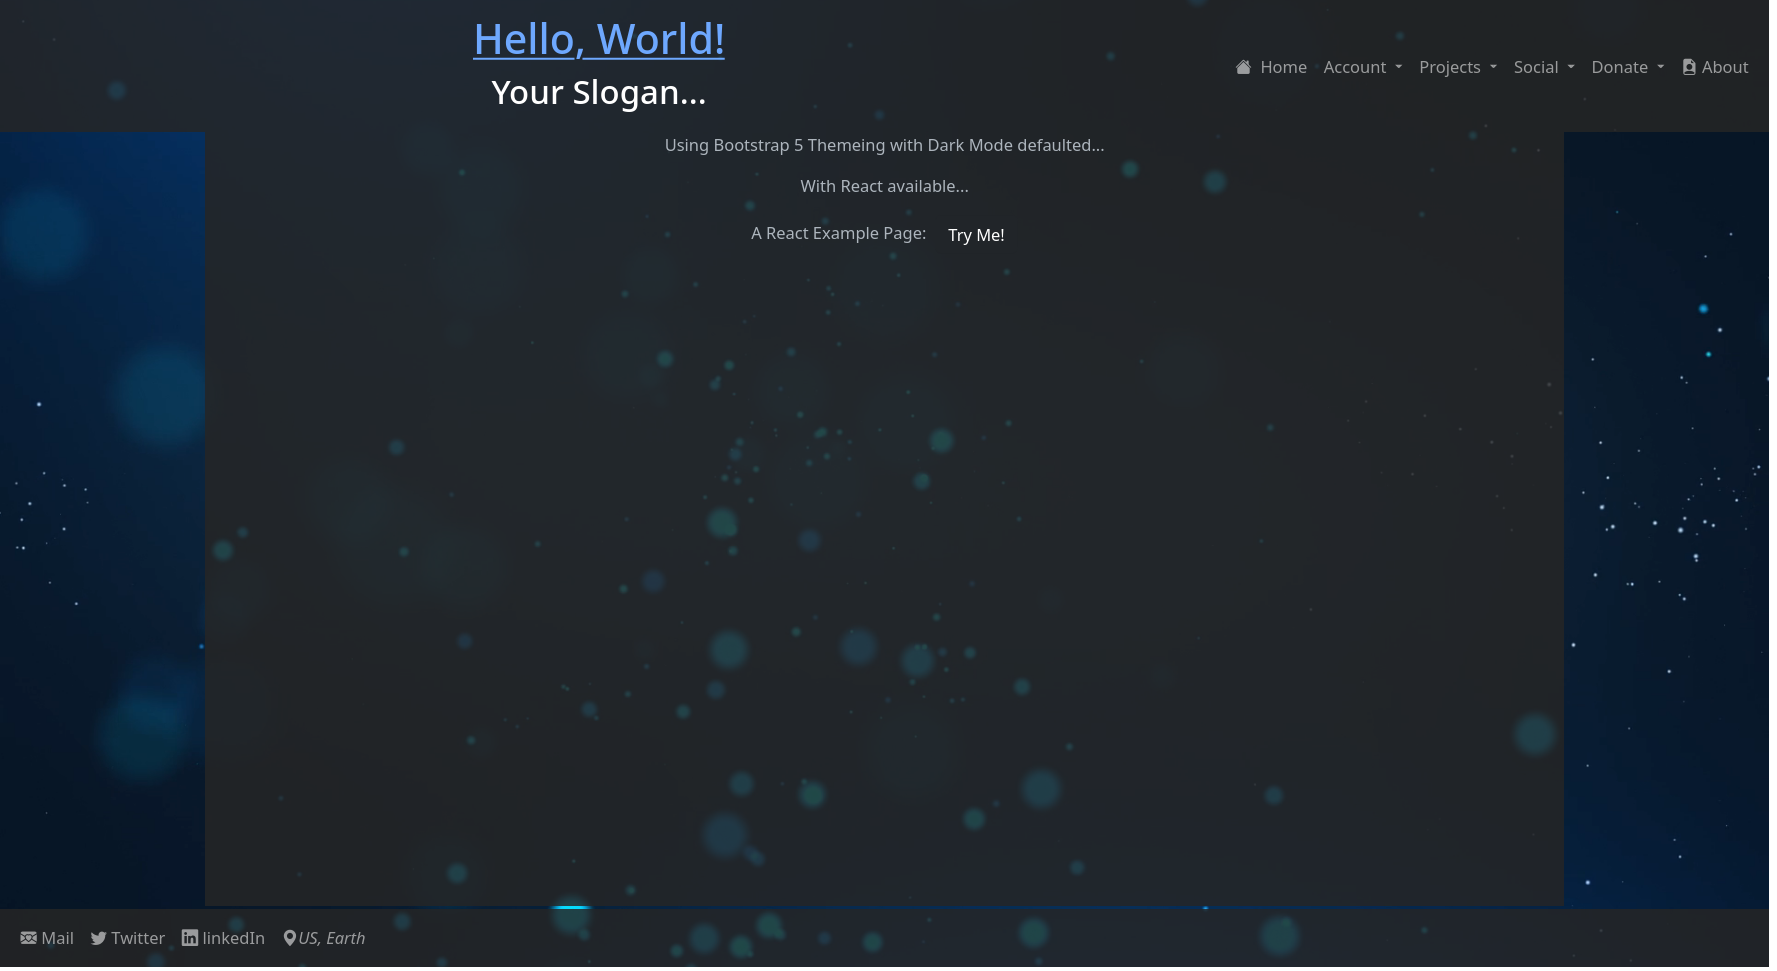 Hello, World!
Your Slogan...
Home Account Projects Social Donate About
Using Bootstrap 5 Themeing with Dark Mode defaulted...
With React available...
A React Example Page: Try Me!
Mail Twitter linkedIn US, Earth